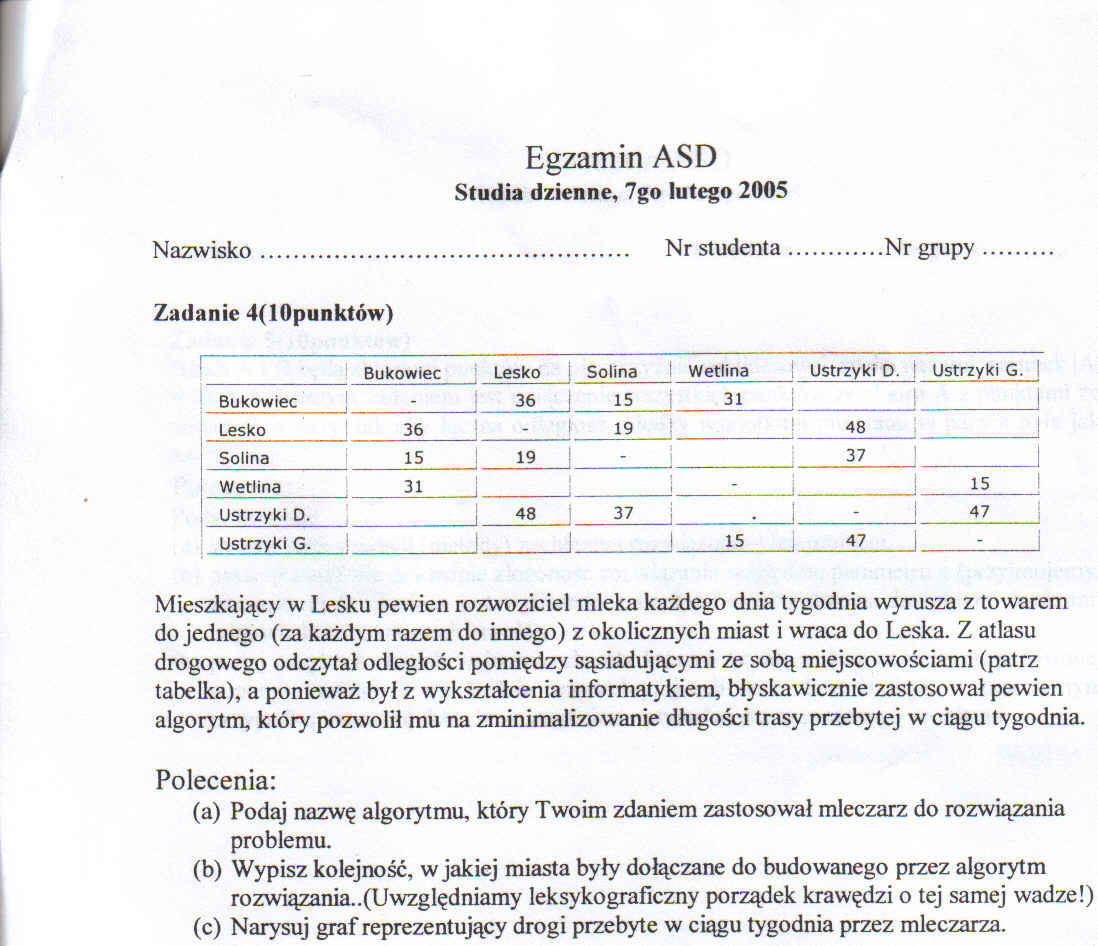 Egzamin ASD
Studia dzienne, 7go lutego 2005
Nazwisko ............................................. Nr studenta ............Nr grupy .........
Zadanie 4(10punktów)
Bukowiec Lesko Solina Wetlina Ustrzyki D. Ustrzyki G.
Bukowiec - 36 15 31
Lesko 36 - 19 48
Solina 15 19 - 37
Wetlina 31 - 15
Ustrzyki D. 48 37 . - 47
Ustrzyki G. 15 47 -
Mieszkający w Lesku pewien rozwoziciel mleka każdego dnia tygodnia wyrusza z towarem
do jednego (za każdym razem do innego) z okolicznych miast i wraca do Leska. Z atlasu
drogowego odczytał odległości pomiędzy sąsiadującymi ze sobą miejscowościami (patrz
tabelka), a ponieważ był z wykształcenia informatykiem, błyskawicznie zastosował pewien
algorytm, który pozwolił mu na zminimalizowanie długości trasy przebytej w ciągu tygodnia.
Polecenia:
(a) Podaj nazwę algorytmu, który Twoim zdaniem zastosował mleczarz do rozwiązania
problemu.
(b) Wypisz kolejność, w jakiej miasta były dołączane do budowanego przez algorytm
rozwiązania..(Uwzględniamy leksykograficzny porządek krawędzi o tej samej wadze!)
(c) Narysuj graf reprezentujący drogi przebyte w ciągu tygodnia przez mleczarza.